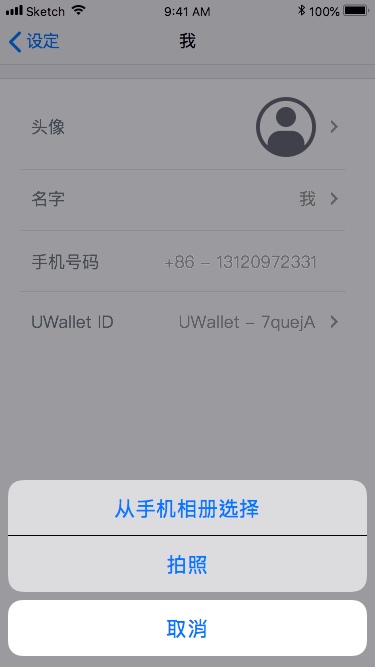 Sketch 9:41 AM 100%
设定 我
头像
名字 我
手机号码 +86 - 13120972331
UWallet ID UWallet - 7quejA
从手机相册选择
拍照
取消